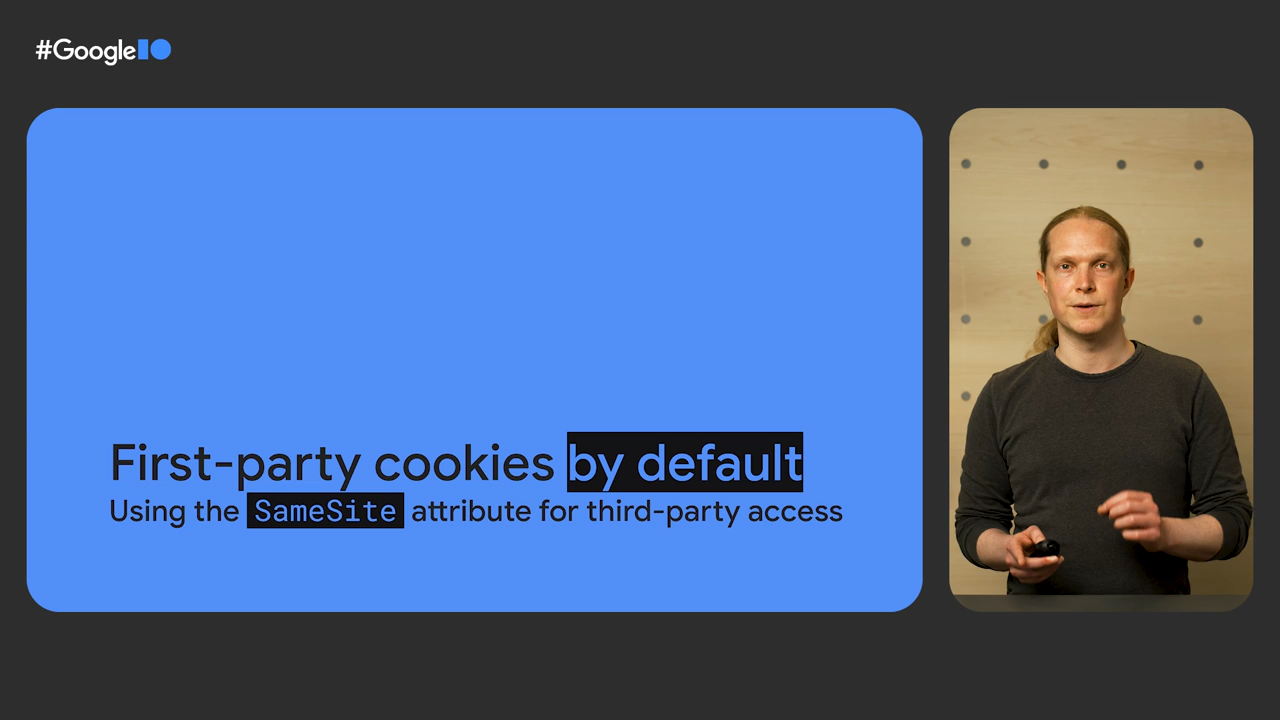 #GoogleIO
First-party cookies by default
Using the SameSite attribute for third-party access